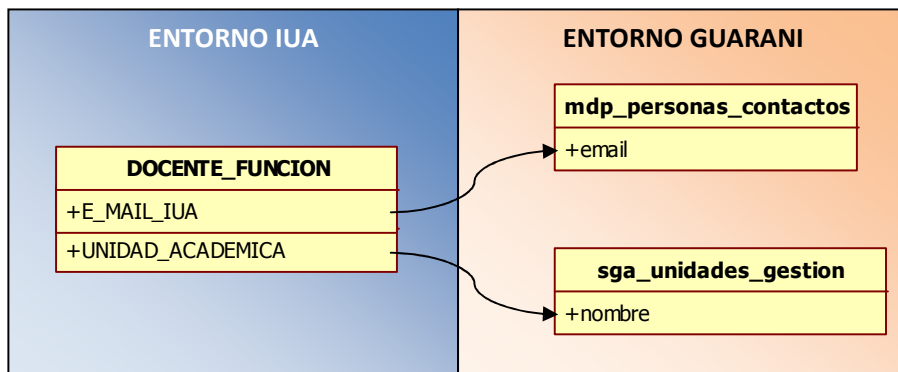 ENTORNO IUA
DOCENTE_FUNCION
+E_MAIL_IUA
+UNIDAD_ACADEMICA
ENTORNO GUARANI
mdp_personas_contactos
+email
sga_unidades_gestion
+nombre